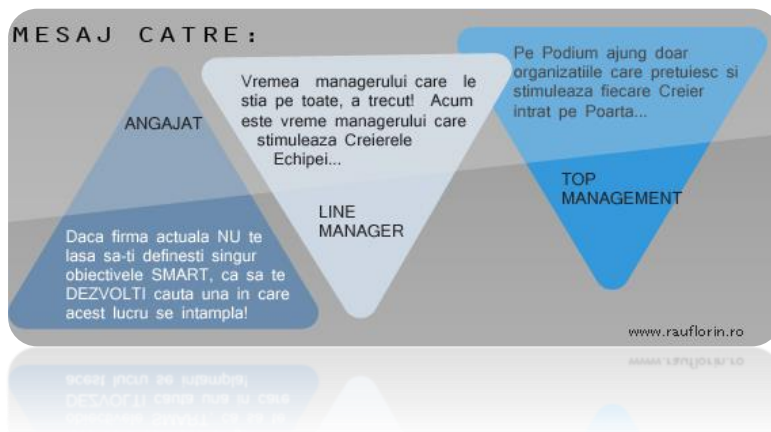 MESAJ CATRE:
ANGAJAT
Daca firma actuala NU te
lasa sa-ti definesti singur
obiectivele SMART, ca sa te
DEZVOLTI cauta una in care
acest lucru se intampla!
Vremea managerului care le
stia pe toate, a trecut! Acum
este vreme managerului care
stimuleaza Creierele
Echipei...
LINE
MANAGER
Pe Podium ajung doar
organizatiile care pretuiesc si
stimuleaza fiecare Creier
intrat pe Poarta...
TOP
MANAGEMENT
www.rauflorin.ro